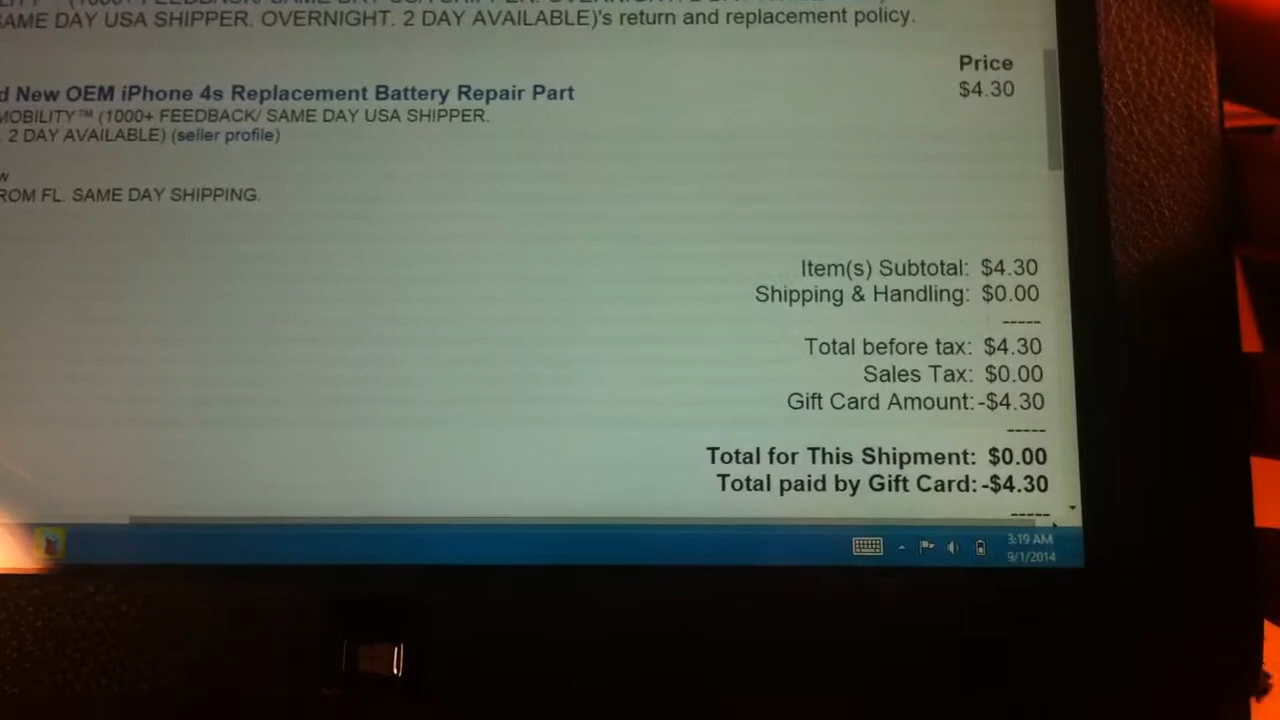 SAME DAY USA SHIPPER. OVERNIGHT. 2 DAY AVAILABLE)'s return and replacement policy.
Price
d New OEM iPhone 4s Replacement Battery Repair Part $4.30
MOBILITY™ (1000+ FEEDBACK/ SAME DAY USA SHIPPER.
. 2 DAY AVAILABLE) (seller profile)
w
ROM FL. SAME DAY SHIPPING.
Item(s) Subtotal: $4.30
Shipping & Handling: $0.00
-----
Total before tax: $4.30
Sales Tax: $0.00
Gift Card Amount:-$4.30
-----
Total for This Shipment: $0.00
Total paid by Gift Card:-$4.30
-----
3:19 AM
9/1/2014